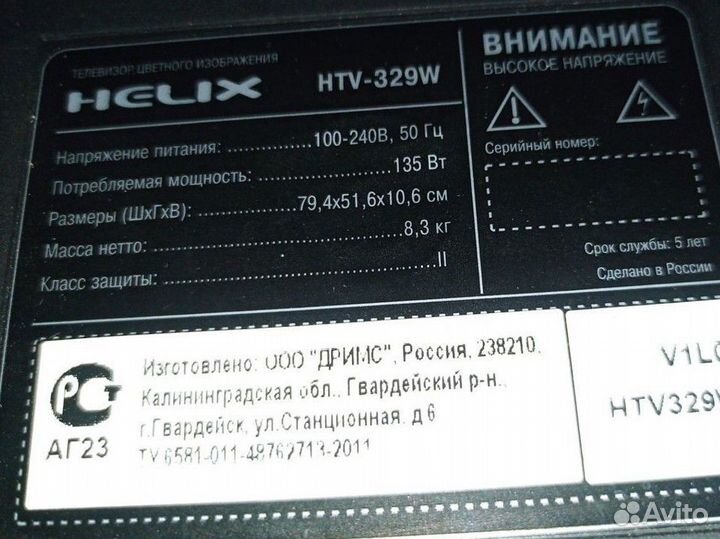 ТЕЛЕВИЗОР ЦВЕТНОГО ИЗОБРАЖЕНИЯ
HELIX HTV-329W
Напряжение питания: 100-240В, 50 Гц
Потребляемая мощность: 135 Вт
Размеры (ШхГхВ): 79,4х51,6х10,6 см
Масса нетто: 8,3 кг
Класс защиты: II
ВНИМАНИЕ
ВЫСОКОЕ НАПРЯЖЕНИЕ
Серийный номер:
Срок службы: 5 лет
Сделано в России
РСТ
АГ23
Изготовлено: ООО "ДРИМС", Россия, 238210,
Калининградская обл., Гвардейский р-н.,
г.Гвардейск, ул.Станционная, д 6
ТУ 6581-011-48762713-2011
HTV329W
Avito